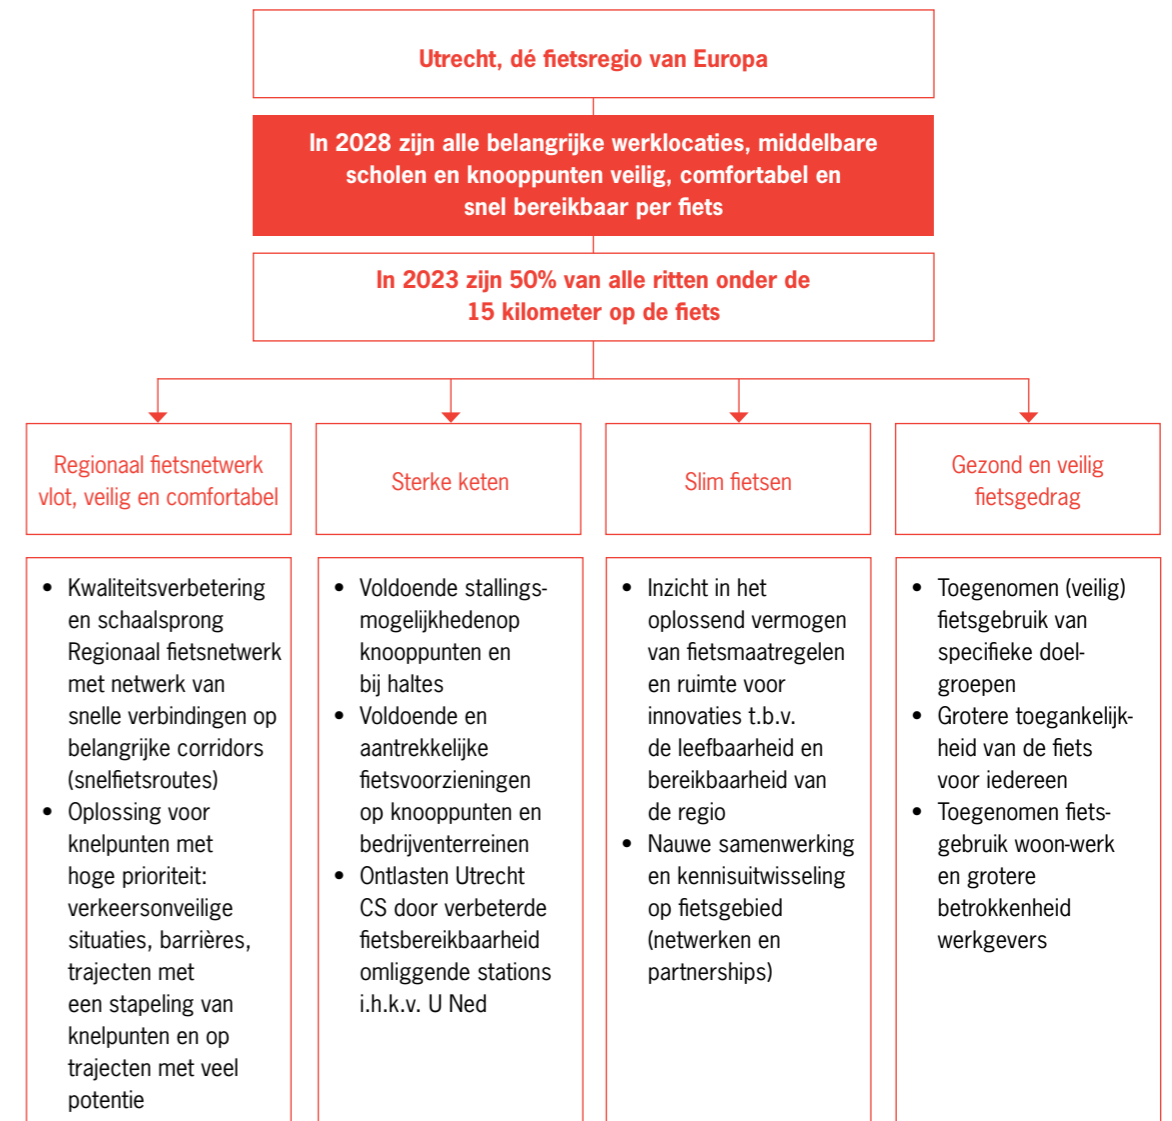 Utrecht, dé fietsregio van Europa
In 2028 zijn alle belangrijke werklocaties, middelbare
scholen en knooppunten veilig, comfortabel en
snel bereikbaar per fiets
In 2023 zijn 50% van alle ritten onder de
15 kilometer op de fiets
Regionaal fietsnetwerk
vlot, veilig en comfortabel
Sterke keten
Slim fietsen
Gezond en veilig
fietsgedrag
• Kwaliteitsverbetering
en schaalsprong
Regionaal fietsnetwerk
met netwerk van
snelle verbindingen op
belangrijke corridors
(snelfietsroutes)
• Oplossing voor
knelpunten met
hoge prioriteit:
verkeersonveilige
situaties, barrières,
trajecten met
een stapeling van
knelpunten en op
trajecten met veel
potentie
• Voldoende stallings-
mogelijkhedenop
knooppunten en
bij haltes
• Voldoende en
aantrekkelijke
fietsvoorzieningen
op knooppunten en
bedrijventerreinen
• Ontlasten Utrecht
CS door verbeterde
fietsbereikbaarheid
omliggende stations
i.h.k.v. U Ned
• Inzicht in het
oplossend vermogen
van fietsmaatregelen
en ruimte voor
innovaties t.b.v.
de leefbaarheid en
bereikbaarheid van
de regio
• Nauwe samenwerking
en kennisuitwisseling
op fietsgebied
(netwerken en
partnerships)
• Toegenomen (veilig)
fietsgebruik van
specifieke doel-
groepen
• Grotere toegankelijk-
heid van de fiets
voor iedereen
• Toegenomen fiets-
gebruik woon-werk
en grotere
betrokkenheid
werkgevers